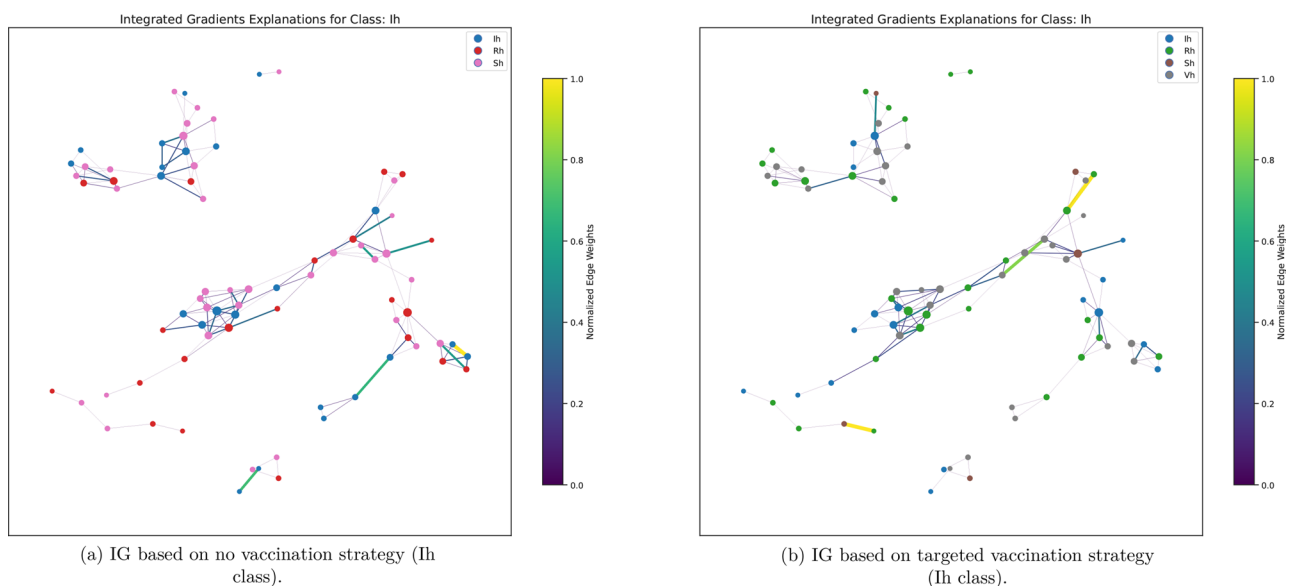 Integrated Gradients Explanations for Class: Ih
Ih
Rh
Sh
1.0
0.8
0.6
0.4
0.2
0.0
Normalized Edge Weights
(a) IG based on no vaccination strategy (Ih
class).
Integrated Gradients Explanations for Class: Ih
Ih
Rh
Sh
Vh
1.0
0.8
0.6
0.4
0.2
0.0
Normalized Edge Weights
(b) IG based on targeted vaccination strategy
(Ih class).